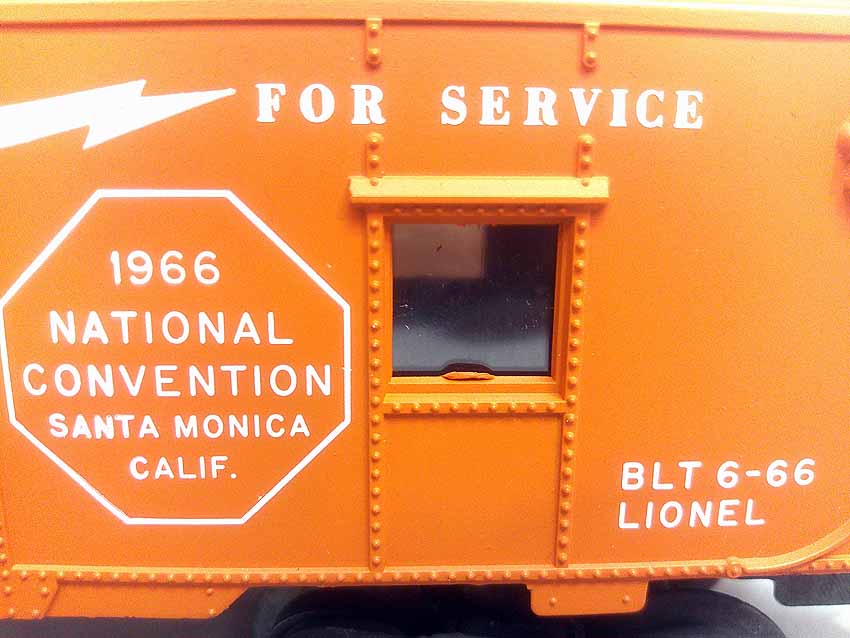 FOR SERVICE
1966
NATIONAL
CONVENTION
SANTA MONICA
CALIF.
BLT 6-66
LIONEL